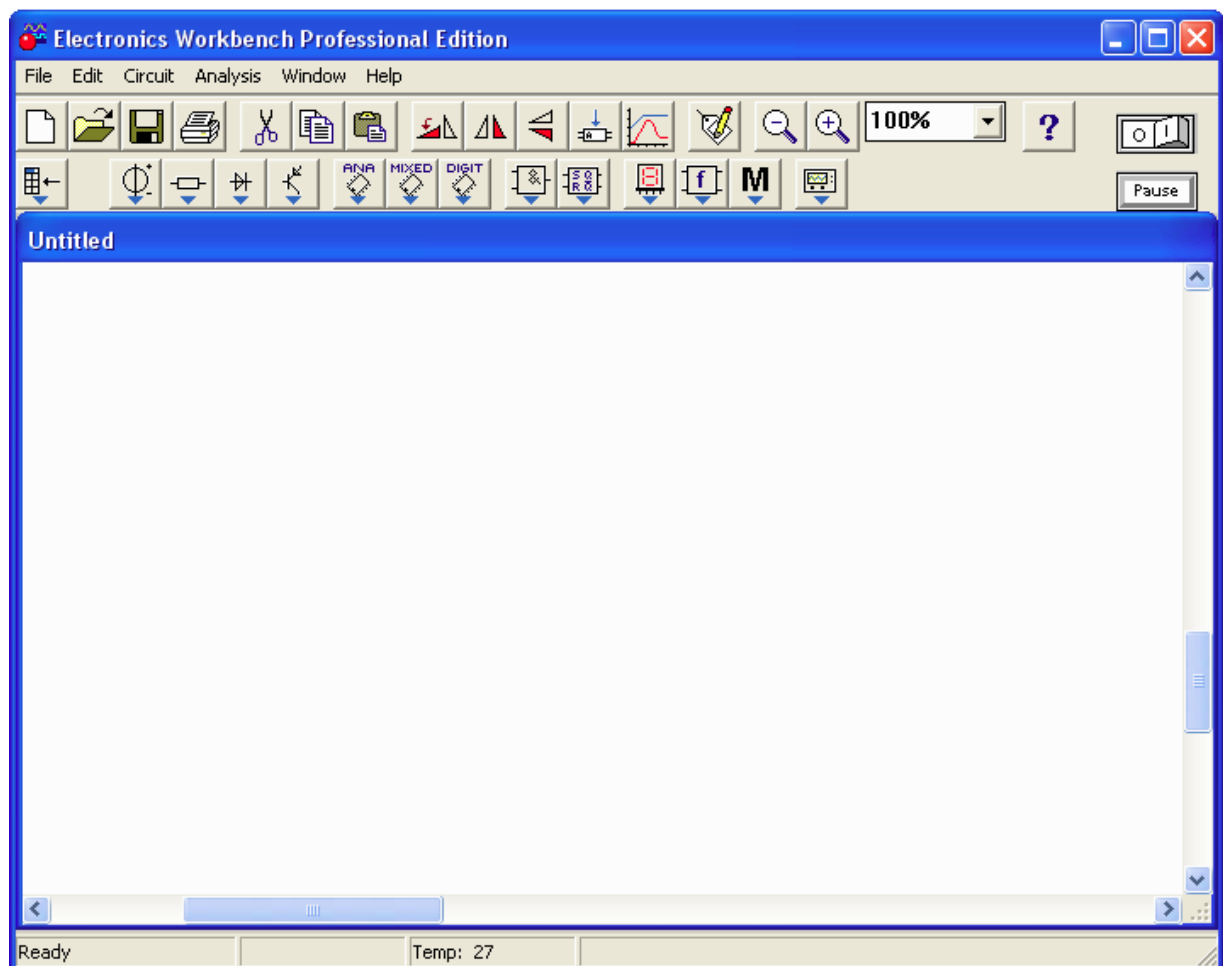 Electronics Workbench Professional Edition
File Edit Circuit Analysis Window Help
100% ?
ANA MIXED DIGIT & f M
Pause
Untitled
Ready Temp: 27